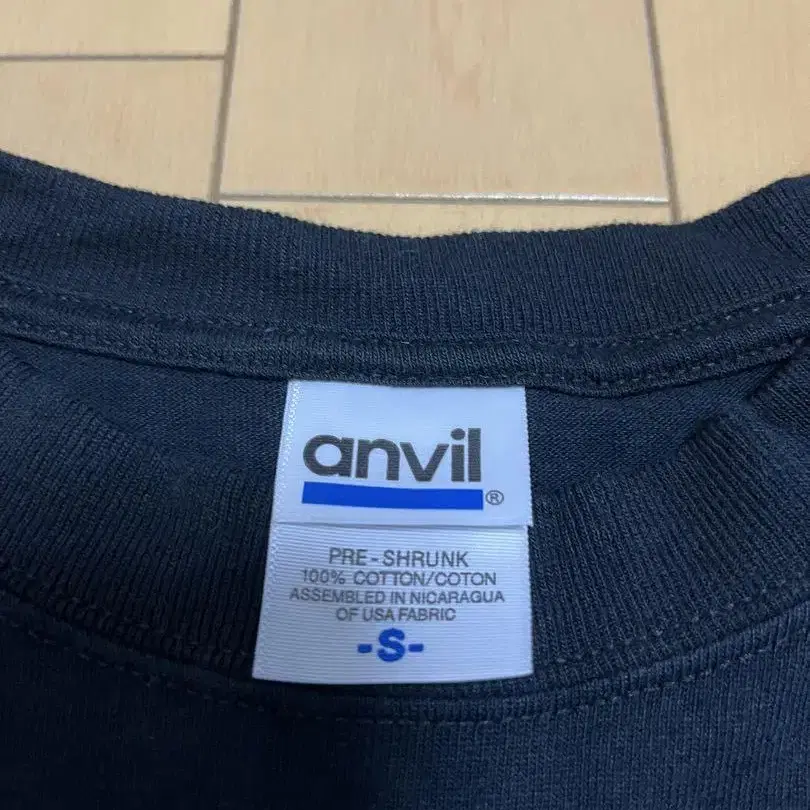 anvil
®
PRE-SHRUNK
100% COTTON/COTON
ASSEMBLED IN NICARAGUA
OF USA FABRIC
-S-